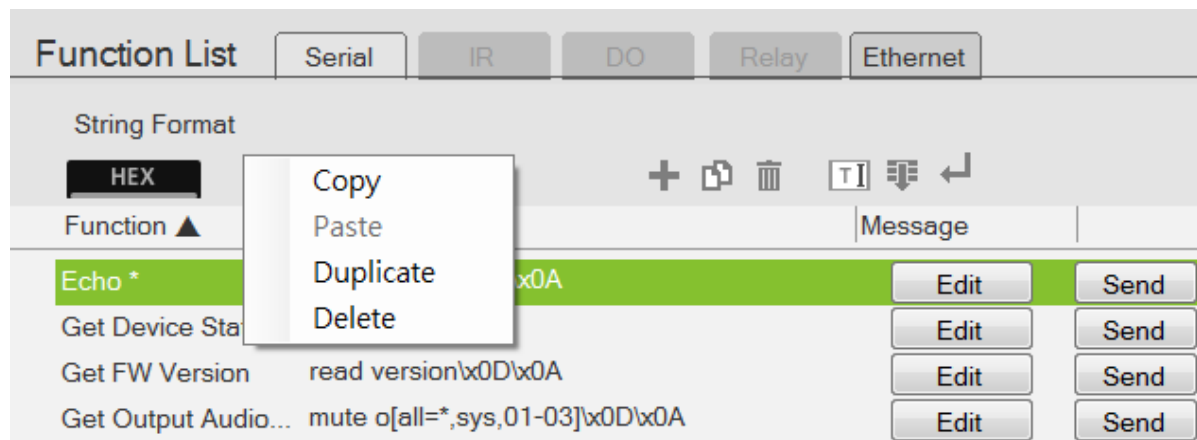 Function List Serial IR DO Relay Ethernet
String Format
HEX
Copy
Paste
Duplicate
Delete
Function ▲ Message
Echo * x0A Edit Send
Get Device Edit Send
Get FW Version read version\x0D\x0A Edit Send
Get Output Audio... mute o[all=*,sys,01-03]\x0D\x0A Edit Send